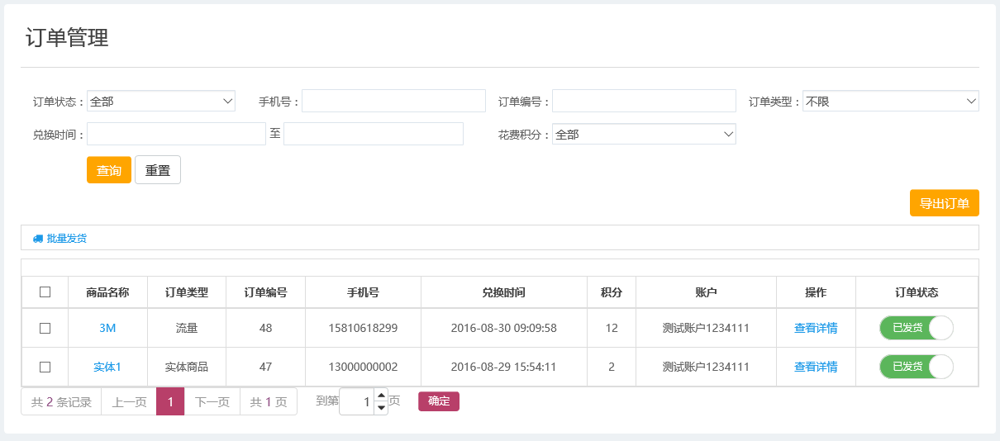 订单管理
订单状态： 全部 手机号： 订单编号： 订单类型： 不限
兑换时间： 至 花费积分： 全部
查询 重置
导出订单
批量发货
商品名称 订单类型 订单编号 手机号 兑换时间 积分 账户 操作 订单状态
3M 流量 48 15810618299 2016-08-30 09:09:58 12 测试账户1234111 查看详情 已发货
实体1 实体商品 47 13000000002 2016-08-29 15:54:11 2 测试账户1234111 查看详情 已发货
共 2 条记录 上一页 1 下一页 共 1 页 到第 1 页 确定